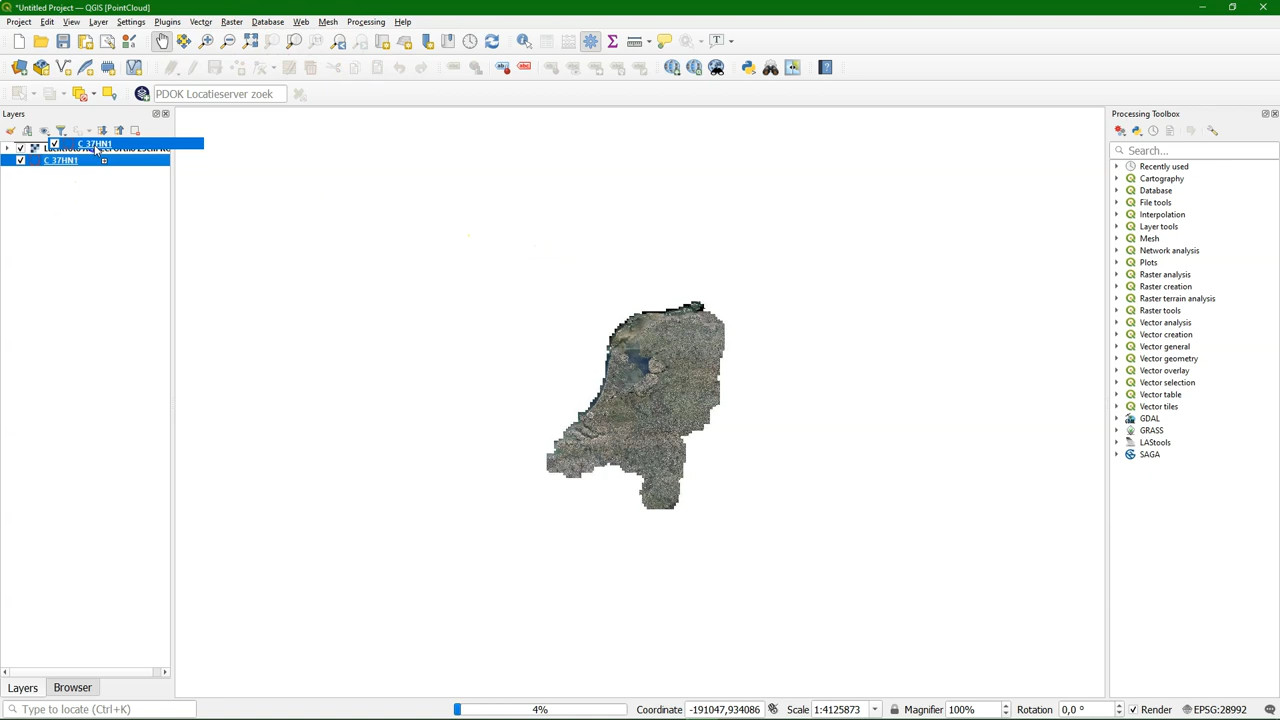 *Untitled Project — QGIS [PointCloud]
Project Edit View Layer Settings Plugins Vector Raster Database Web Mesh Processing Help
PDOK Locatieserver zoek
Layers
C_37HN1
C_37HN1
Layers
Browser
Processing Toolbox
Search...
Recently used
Cartography
Database
File tools
Interpolation
Layer tools
Mesh
Network analysis
Plots
Raster analysis
Raster creation
Raster terrain analysis
Raster tools
Vector analysis
Vector creation
Vector general
Vector geometry
Vector overlay
Vector selection
Vector table
Vector tiles
GDAL
GRASS
LAStools
SAGA
Type to locate (Ctrl+K) 4% Coordinate -191047,934086 Scale 1:4125873 Magnifier 100% Rotation 0,0 ° Render EPSG:28992